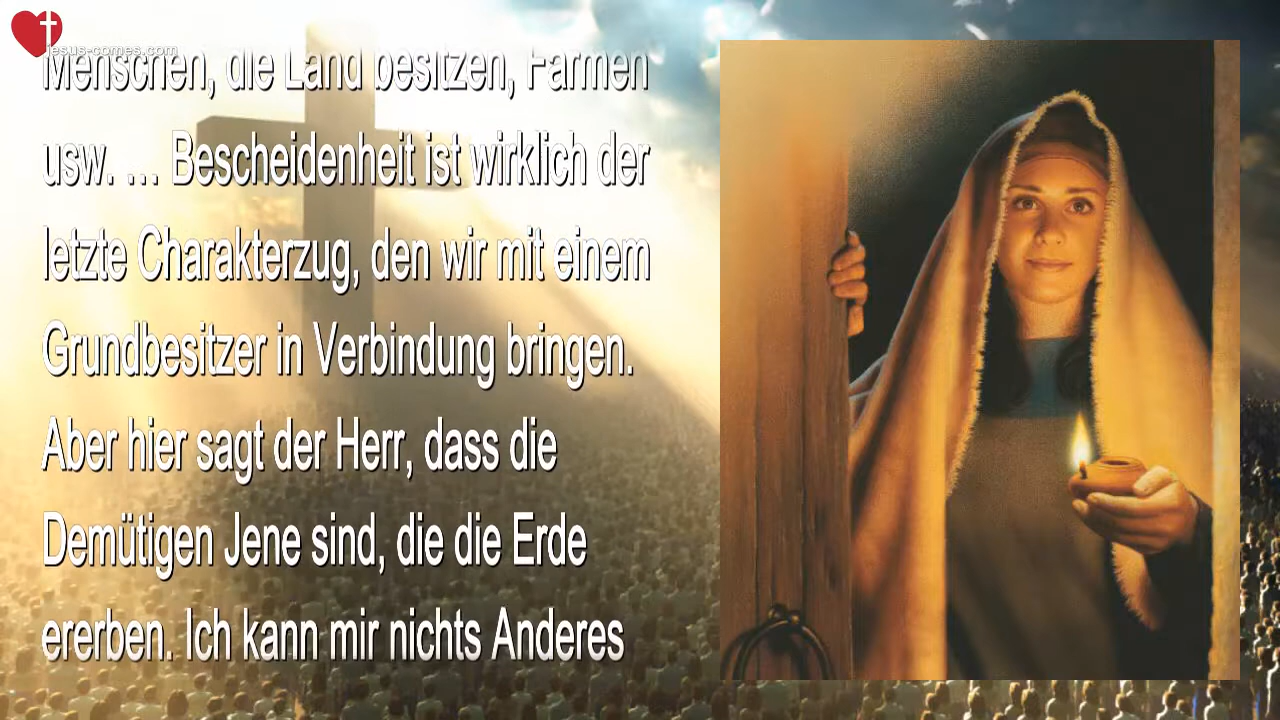 jesus-comes.com
Menschen, die Land besitzen, Farmen
usw. … Bescheidenheit ist wirklich der
letzte Charakterzug, den wir mit einem
Grundbesitzer in Verbindung bringen.
Aber hier sagt der Herr, dass die
Demütigen Jene sind, die die Erde
ererben. Ich kann mir nichts Anderes